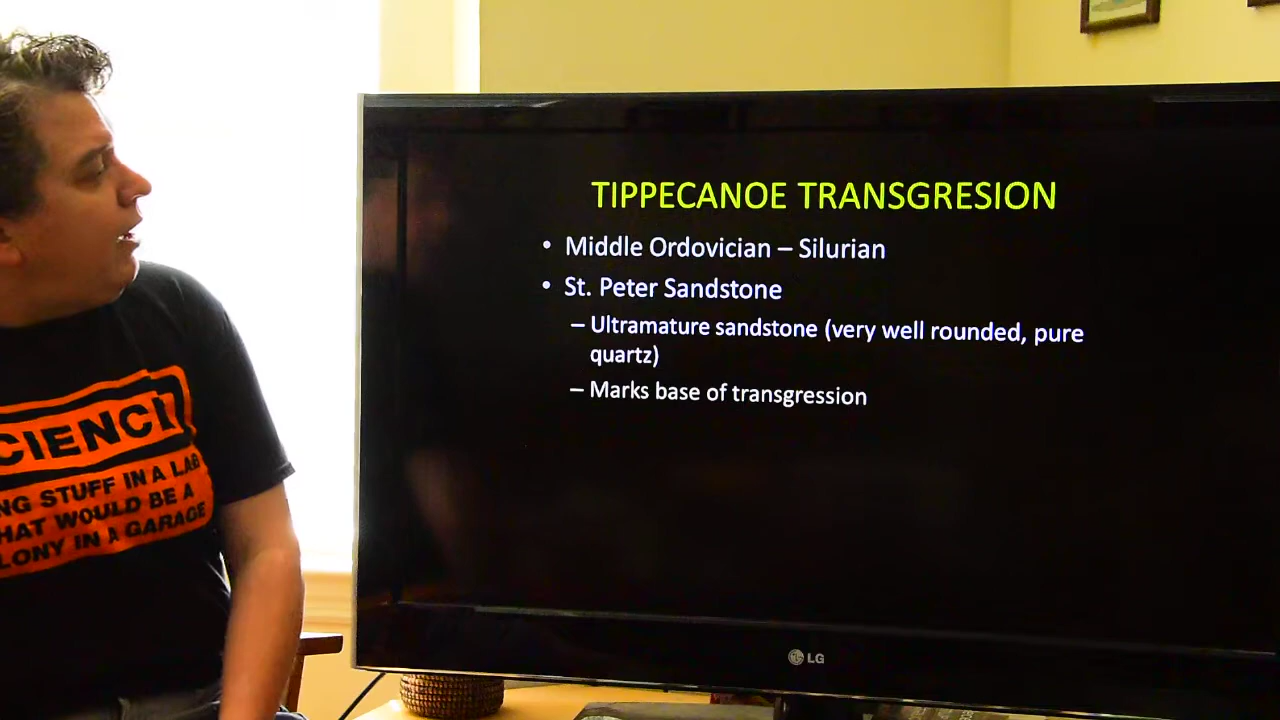 TIPPECANOE TRANSGRESION
• Middle Ordovician – Silurian
• St. Peter Sandstone
– Ultramature sandstone (very well rounded, pure
quartz)
– Marks base of transgression
LG
CIENC
NG STUFF IN A LAB
HAT WOULD BE A
LONY IN A GARAGE